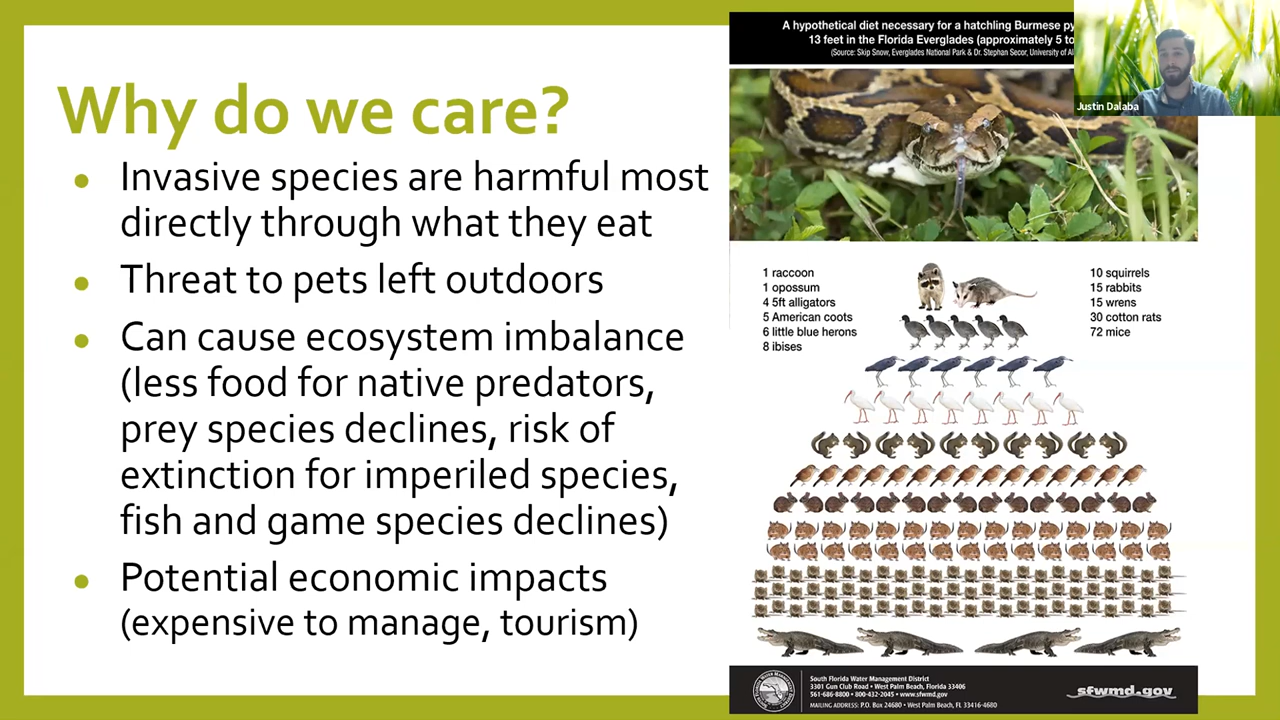 Why do we care?
• Invasive species are harmful most
directly through what they eat
• Threat to pets left outdoors
• Can cause ecosystem imbalance
(less food for native predators,
prey species declines, risk of
extinction for imperiled species,
fish and game species declines)
• Potential economic impacts
(expensive to manage, tourism)
A hypothetical diet necessary for a hatchling Burmese
13 feet in the Florida Everglades (approximately 5
(Source: Skip Snow, Everglades National Park & Dr. Stephan Secor, University of
Justin Dalaba
1 raccoon
1 opossum
4 5ft alligators
5 American coots
6 little blue herons
8 ibises
10 squirrels
15 rabbits
15 wrens
30 cotton rats
72 mice
South Florida Water Management District
3301 Gun Club Road • West Palm Beach, Florida 33406
561-686-8800 • 800-432-2045 • www.sfwmd.gov
MAILING ADDRESS: P.O. Box 24680 • West Palm Beach, FL 33416-4680
sfwmd.gov